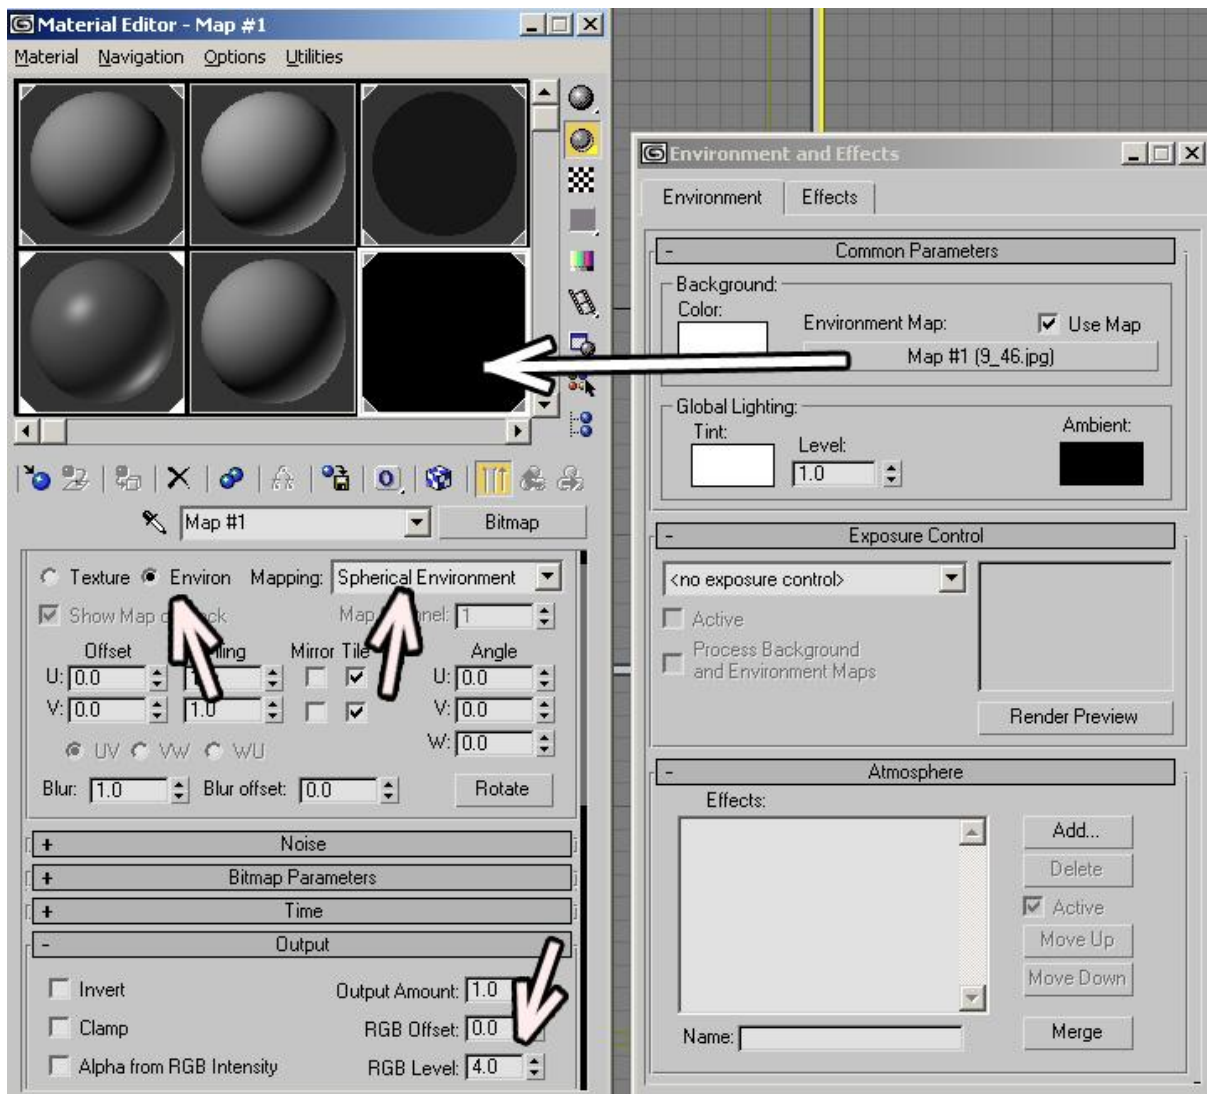 Material Editor - Map #1
Material Navigation Options Utilities
Map #1
Bitmap
Texture Environ Mapping: Spherical Environment
Show Map o ck Map nnel: 1
Offset ling Mirror Tile Angle
U: 0.0 U: 0.0
V: 0.0 1.0 V: 0.0
UV VW WU W: 0.0
Blur: 1.0 Blur offset: 0.0 Rotate
+ Noise
+ Bitmap Parameters
+ Time
- Output
Invert Output Amount: 1.0
Clamp RGB Offset: 0.0
Alpha from RGB Intensity RGB Level: 4.0
Environment and Effects
Environment Effects
- Common Parameters
Background:
Color:
Environment Map: Use Map
Map #1 (9_46.jpg)
Global Lighting:
Tint: Level: Ambient:
1.0
- Exposure Control
<no exposure control>
Active
Process Background
and Environment Maps
Render Preview
- Atmosphere
Effects:
Add...
Delete
Active
Move Up
Move Down
Name: Merge